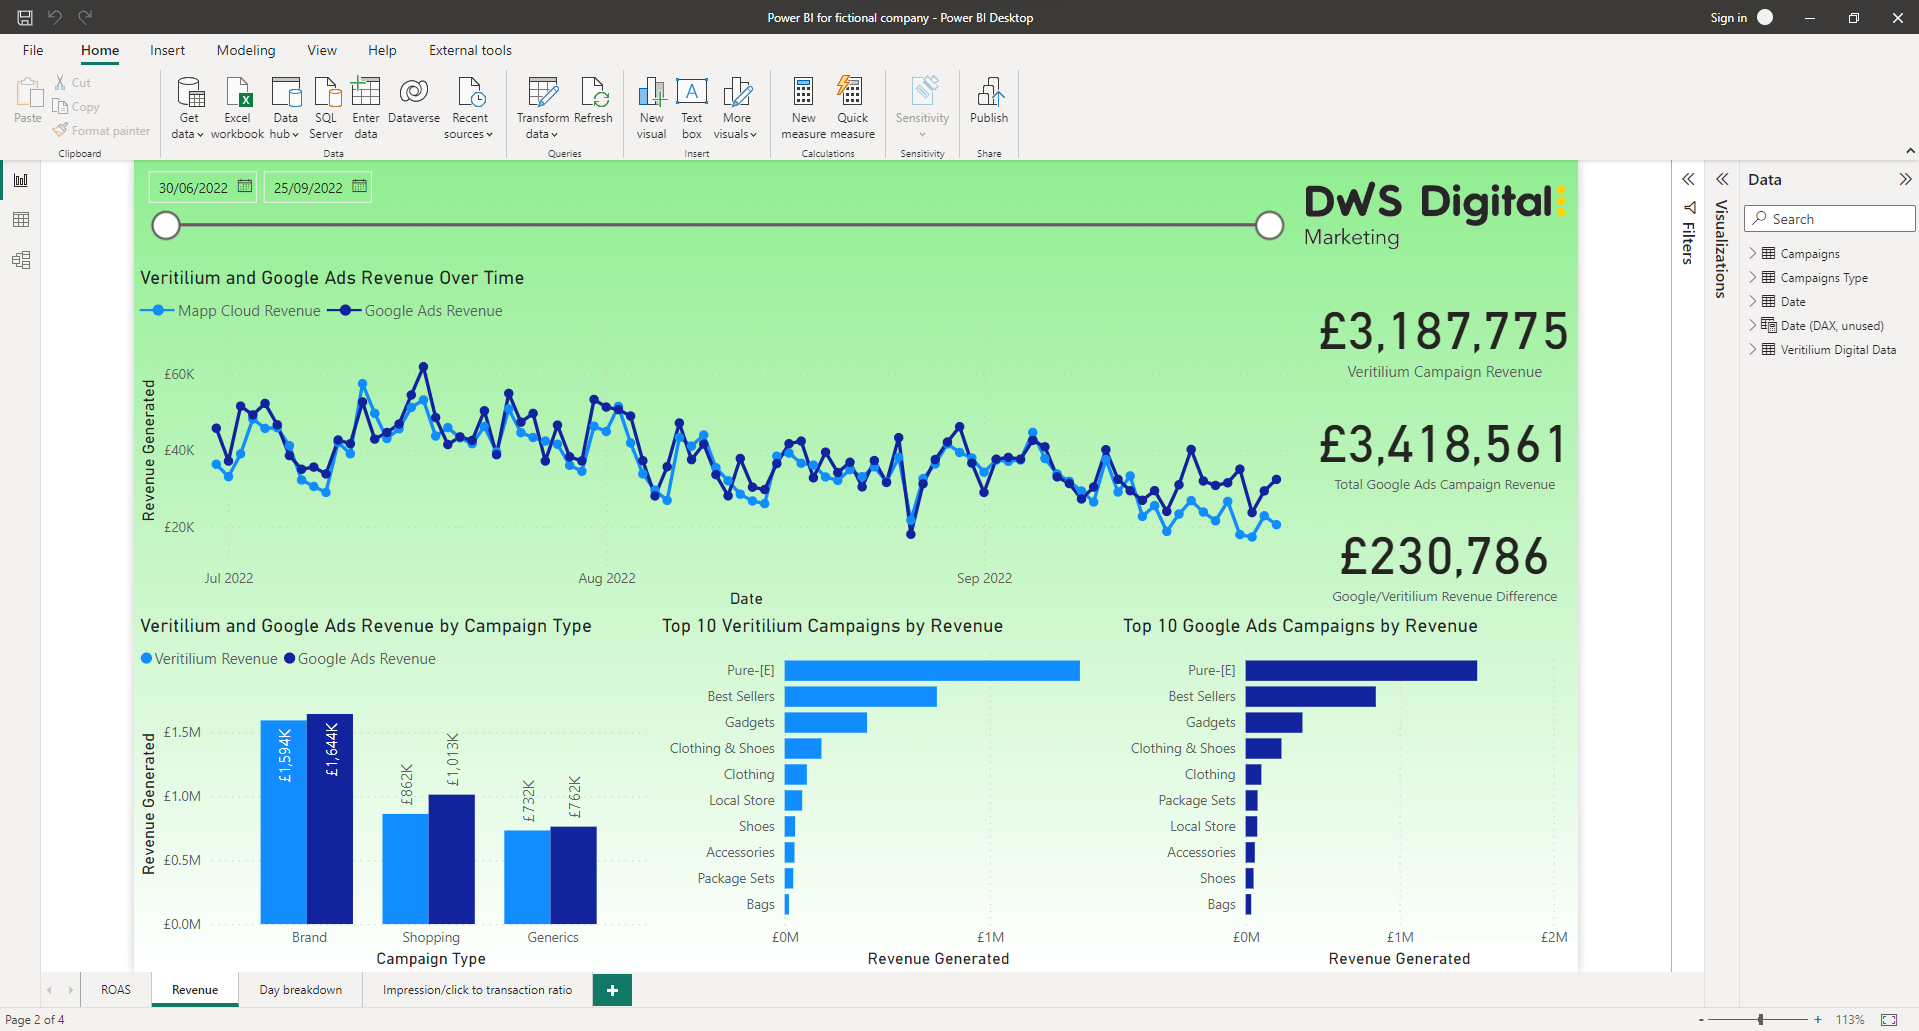 Power BI for fictional company - Power BI Desktop
Sign in
File Home Insert Modeling View Help External tools
Paste
Cut
Copy
Format painter
Clipboard
Get data
Excel workbook
Data hub
SQL Server
Enter data
Dataverse
Recent sources
Data
Transform data
Refresh
Queries
New visual
Text box
More visuals
Insert
New measure
Quick measure
Calculations
Sensitivity
Sensitivity
Publish
Share
30/06/2022
25/09/2022
DWS Digital
Marketing
Veritilium and Google Ads Revenue Over Time
Mapp Cloud Revenue Google Ads Revenue
Revenue Generated
£60K
£40K
£20K
Jul 2022 Aug 2022 Sep 2022
Date
£3,187,775
Veritilium Campaign Revenue
£3,418,561
Total Google Ads Campaign Revenue
£230,786
Google/Veritilium Revenue Difference
Veritilium and Google Ads Revenue by Campaign Type
Veritilium Revenue Google Ads Revenue
Revenue Generated
£1.5M
£1.0M
£0.5M
£0.0M
£1,594K
£1,644K
£862K
£1,013K
£732K
£762K
Brand Shopping Generics
Campaign Type
Top 10 Veritilium Campaigns by Revenue
Pure-[E]
Best Sellers
Gadgets
Clothing & Shoes
Clothing
Local Store
Shoes
Accessories
Package Sets
Bags
£0M £1M
Revenue Generated
Top 10 Google Ads Campaigns by Revenue
Pure-[E]
Best Sellers
Gadgets
Clothing & Shoes
Clothing
Package Sets
Local Store
Accessories
Shoes
Bags
£0M £1M £2M
Revenue Generated
Filters
Visualizations
Data
Search
Campaigns
Campaigns Type
Date
Date (DAX, unused)
Veritilium Digital Data
ROAS Revenue Day breakdown Impression/click to transaction ratio
Page 2 of 4
- + 113%